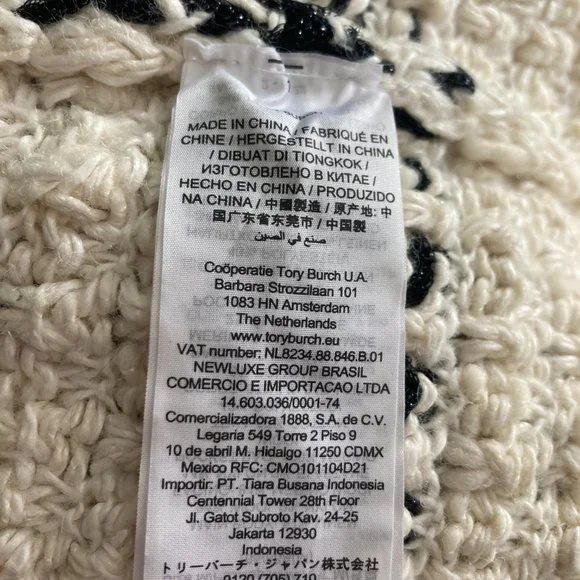 MADE IN CHINA / FABRIQUÉ EN
CHINE / HERGESTELLT IN CHINA
/ DIBUAT DI TIONGKOK /
ИЗГОТОВЛЕНО В КИТАЕ /
HECHO EN CHINA / PRODUZIDO
NA CHINA / 中國製造 / 原产地: 中
国广东省东莞市 / 中国製
صنع في الصين
Coöperatie Tory Burch U.A.
Barbara Strozzilaan 101
1083 HN Amsterdam
The Netherlands
www.toryburch.eu
VAT number: NL8234.88.846.B.01
NEWLUXE GROUP BRASIL
COMERCIO E IMPORTACAO LTDA
14.603.036/0001-74
Comercializadora 1888, S.A. de C.V.
Legaria 549 Torre 2 Piso 9
10 de abril M. Hidalgo 11250 CDMX
Mexico RFC: CMO101104D21
Importir: PT. Tiara Busana Indonesia
Centennial Tower 28th Floor
Jl. Gatot Subroto Kav. 24-25
Jakarta 12930
Indonesia
トリーバーチ・ジャパン株式会社
0120 (705) 710